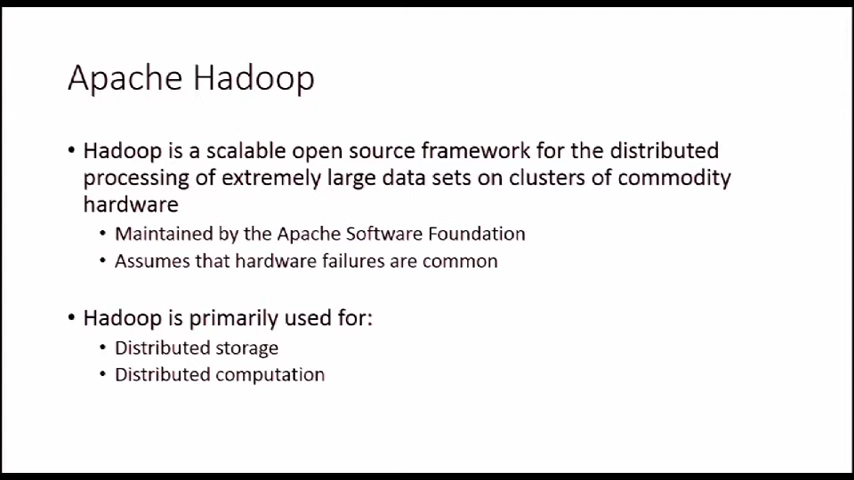 Apache Hadoop
• Hadoop is a scalable open source framework for the distributed
processing of extremely large data sets on clusters of commodity
hardware
• Maintained by the Apache Software Foundation
• Assumes that hardware failures are common
• Hadoop is primarily used for:
• Distributed storage
• Distributed computation